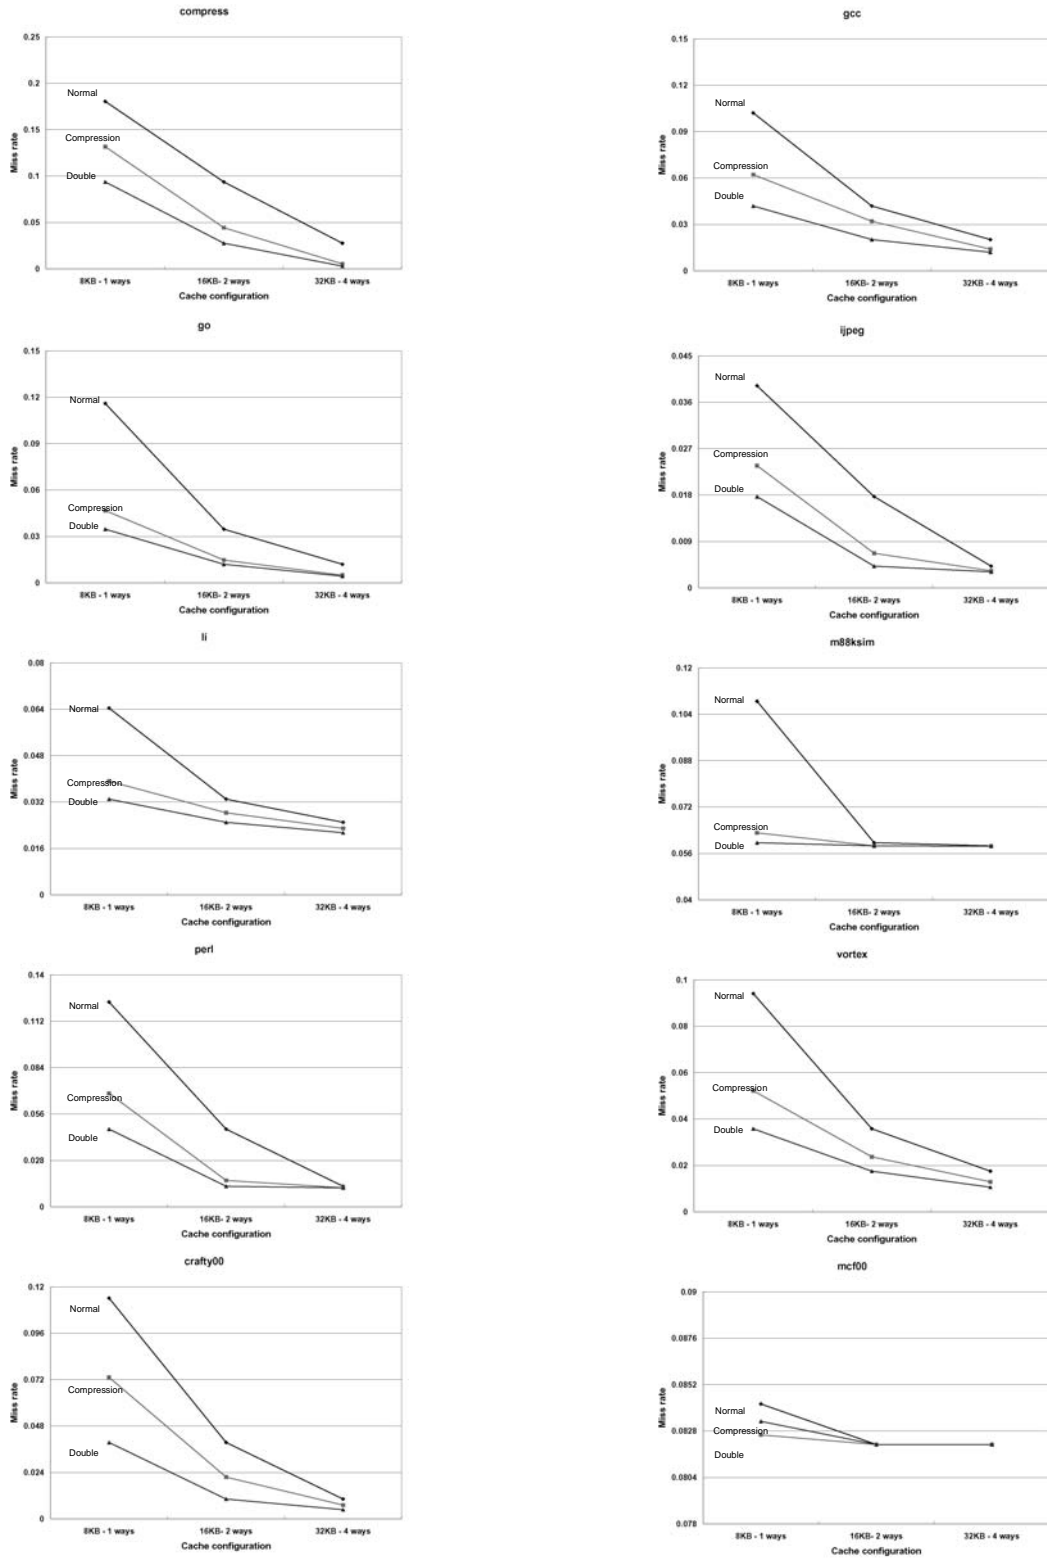 compress
0.25
0.2
0.15
0.1
0.05
0
Miss rate
Normal
Compression
Double
8KB - 1 ways 16KB- 2 ways 32KB - 4 ways
Cache configuration
gcc
0.15
0.12
0.09
0.06
0.03
0
Miss rate
Normal
Compression
Double
8KB - 1 ways 16KB- 2 ways 32KB - 4 ways
Cache configuration
go
0.15
0.12
0.09
0.06
0.03
0
Miss rate
Normal
Compression
Double
8KB - 1 ways 16KB- 2 ways 32KB - 4 ways
Cache configuration
ijpeg
0.045
0.036
0.027
0.018
0.009
0
Miss rate
Normal
Compression
Double
8KB - 1 ways 16KB- 2 ways 32KB - 4 ways
Cache configuration
li
0.08
0.064
0.048
0.032
0.016
0
Miss rate
Normal
Compression
Double
8KB - 1 ways 16KB- 2 ways 32KB - 4 ways
Cache configuration
m88ksim
0.12
0.104
0.088
0.072
0.056
0.04
Miss rate
Normal
Compression
Double
8KB - 1 ways 16KB- 2 ways 32KB - 4 ways
Cache configuration
perl
0.14
0.112
0.084
0.056
0.028
0
Miss rate
Normal
Compression
Double
8KB - 1 ways 16KB- 2 ways 32KB - 4 ways
Cache configuration
vortex
0.1
0.08
0.06
0.04
0.02
0
Miss rate
Normal
Compression
Double
8KB - 1 ways 16KB- 2 ways 32KB - 4 ways
Cache configuration
crafty00
0.12
0.096
0.072
0.048
0.024
0
Miss rate
Normal
Compression
Double
8KB - 1 ways 16KB- 2 ways 32KB - 4 ways
Cache configuration
mcf00
0.09
0.0876
0.0852
0.0828
0.0804
0.078
Miss rate
Normal
Compression
Double
8KB - 1 ways 16KB- 2 ways 32KB - 4 ways
Cache configuration